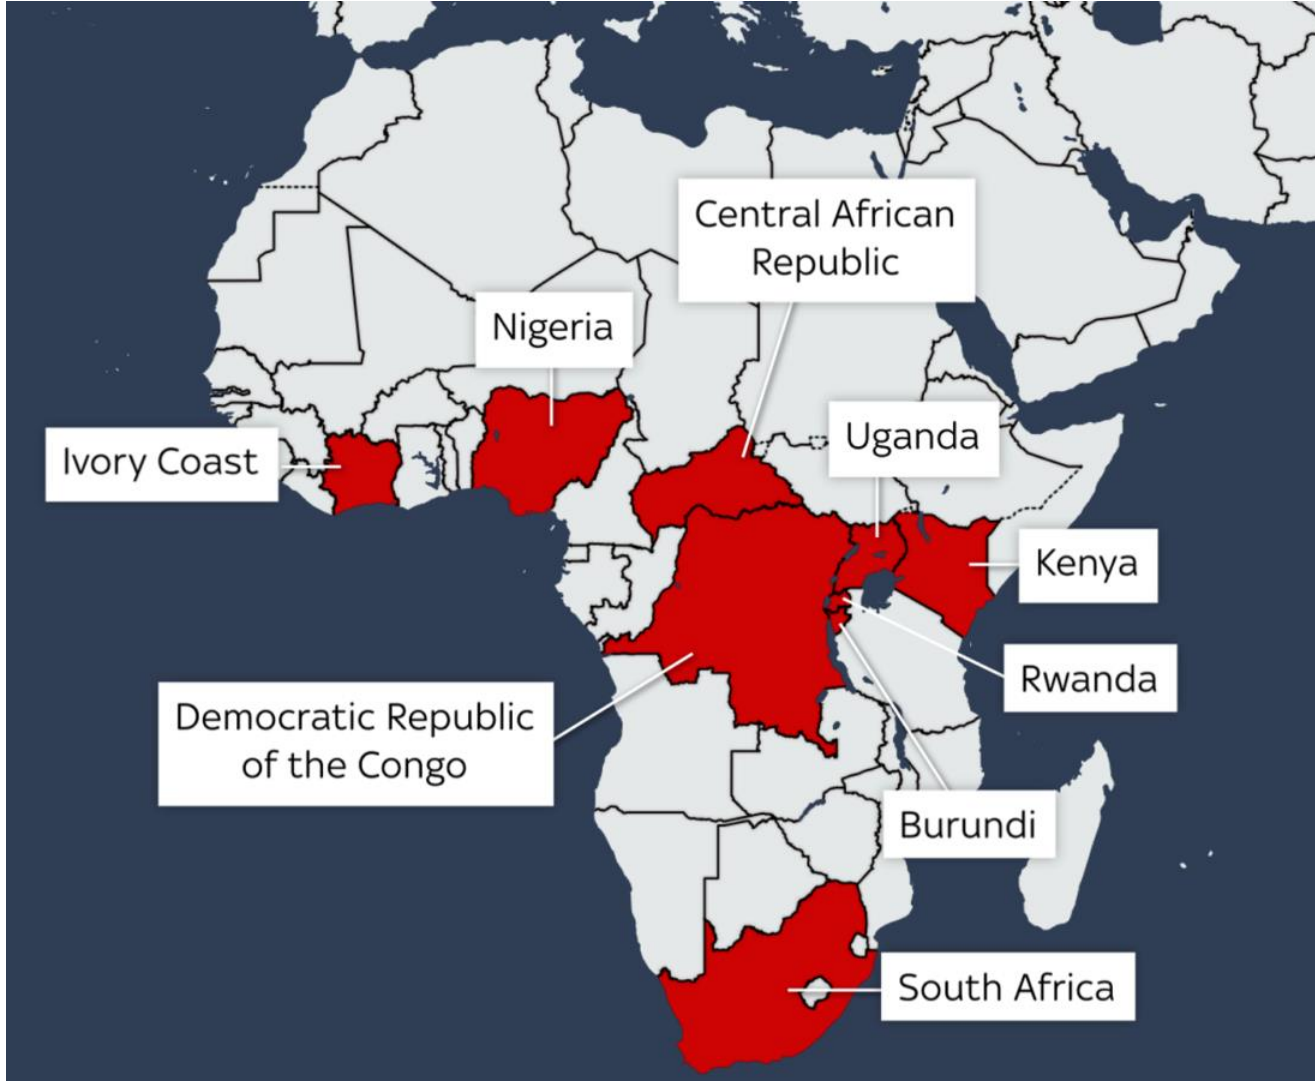 Central African
Republic
Nigeria
Uganda
Ivory Coast
Kenya
Rwanda
Democratic Republic
of the Congo
Burundi
South Africa